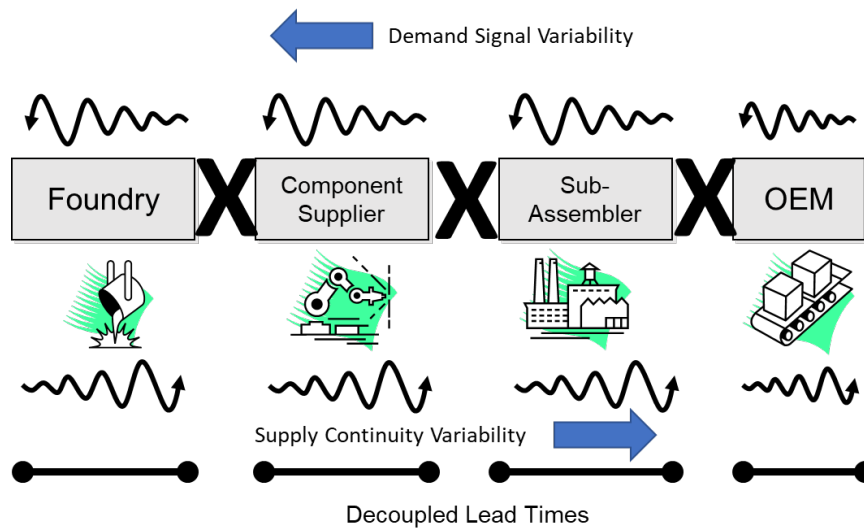 Demand Signal Variability
Foundry
Component
Supplier
Sub-
Assembler
OEM
Supply Continuity Variability
Decoupled Lead Times